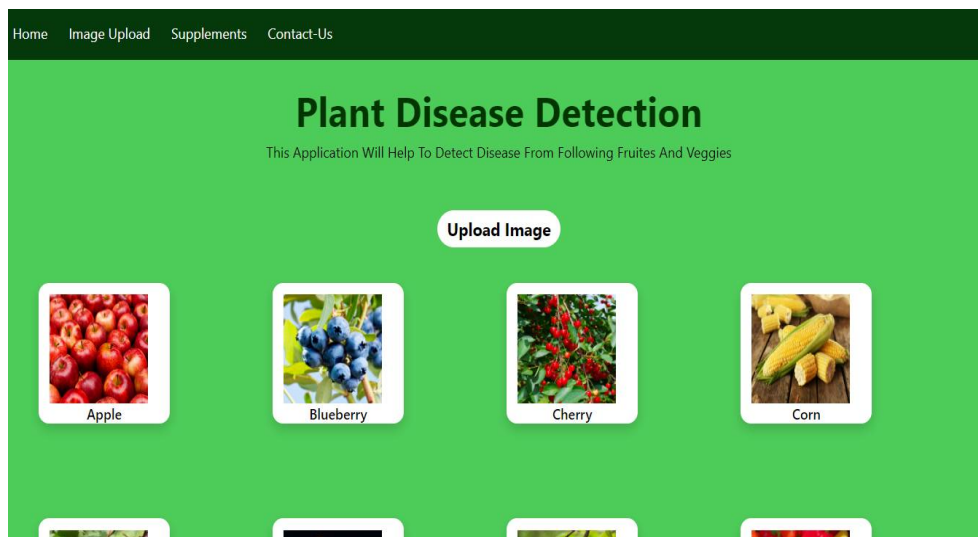 Home Image Upload Supplements Contact-Us
Plant Disease Detection
This Application Will Help To Detect Disease From Following Fruites And Veggies
Upload Image
Apple Blueberry Cherry Corn